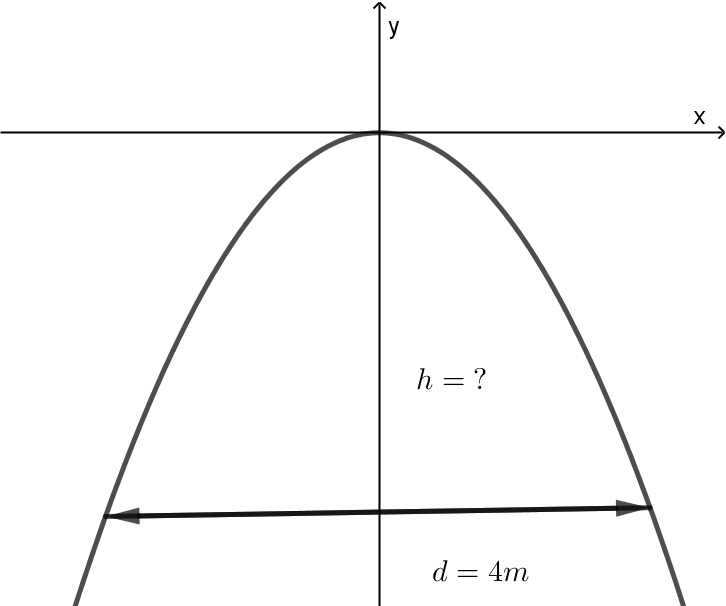 y
x
h = ?
d = 4m